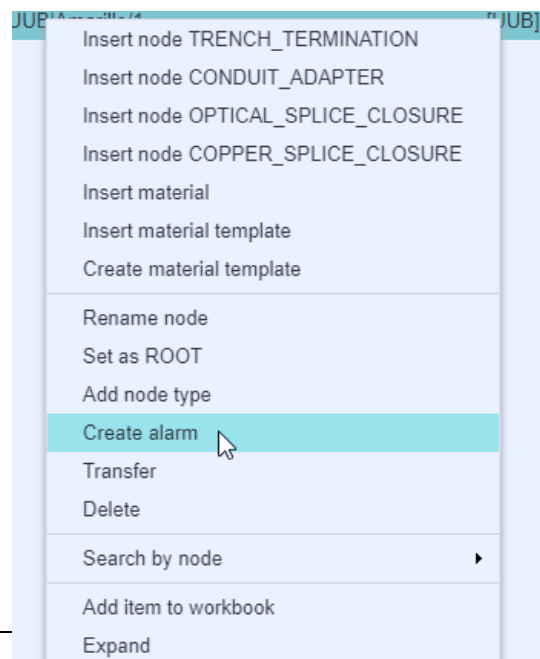 [UUB]
Insert node TRENCH_TERMINATION
Insert node CONDUIT_ADAPTER
Insert node OPTICAL_SPLICE_CLOSURE
Insert node COPPER_SPLICE_CLOSURE
Insert material
Insert material template
Create material template
Rename node
Set as ROOT
Add node type
Create alarm
Transfer
Delete
Search by node
Add item to workbook
Expand